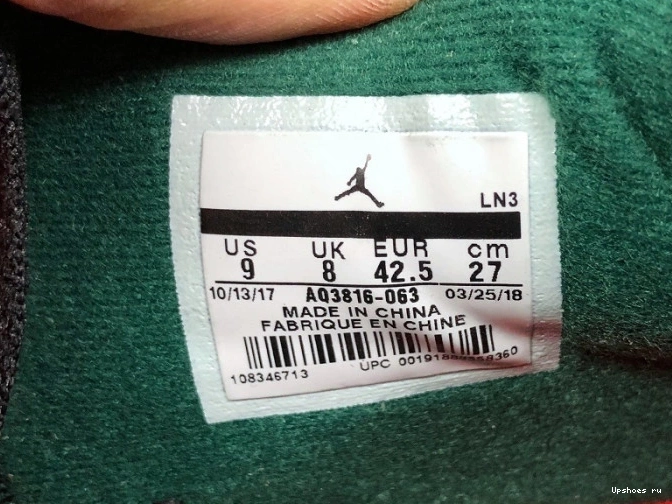 LN3
US UK EUR cm
9 8 42.5 27
10/13/17 AQ3816-063 03/25/18
MADE IN CHINA
FABRIQUE EN CHINE
108346713 UPC
Upshoes ru